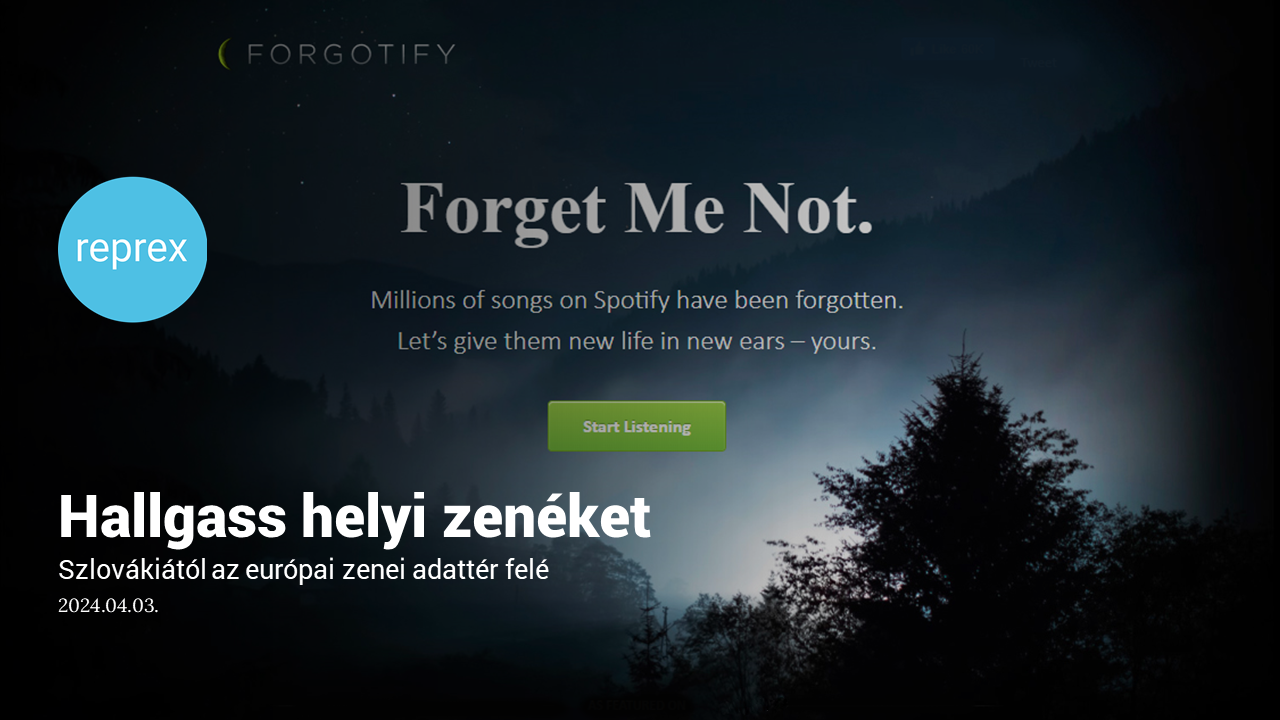 FORGOTIFY
Forget Me Not.
reprex
Millions of songs on Spotify have been forgotten.
Let’s give them new life in new ears – yours.
Start Listening
Hallgass helyi zenéket
Szlovákiától az európai zenei adattér felé
2024.04.03.